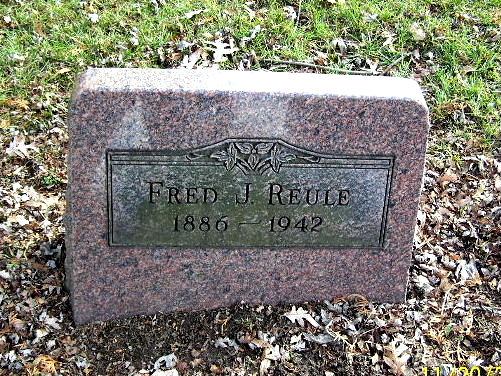 FRED J. REULE
1886 — 1942